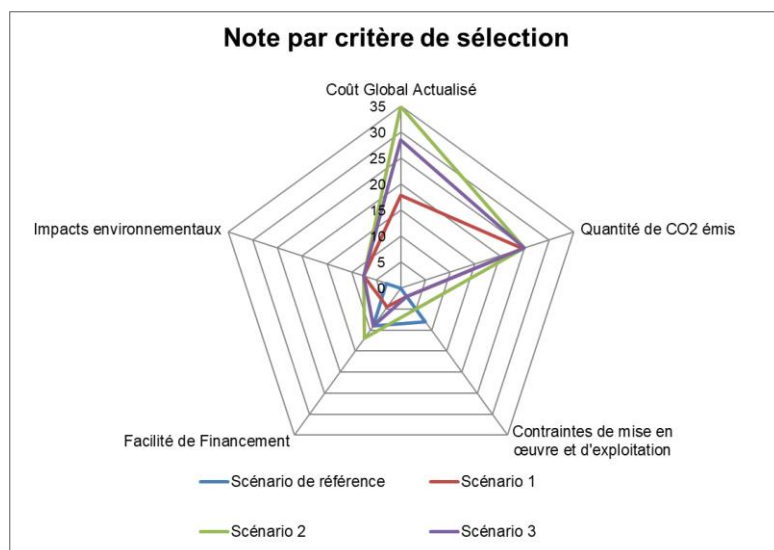 Note par critère de sélection
Coût Global Actualisé
35
30
25
20
15
10
5
0
Impacts environnementaux
Quantité de CO2 émis
Facilité de Financement
Contraintes de mise en
œuvre et d'exploitation
Scénario de référence
Scénario 1
Scénario 2
Scénario 3